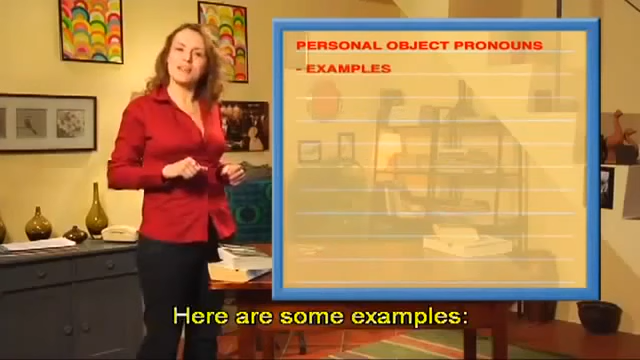 PERSONAL OBJECT PRONOUNS
- EXAMPLES
Here are some examples: